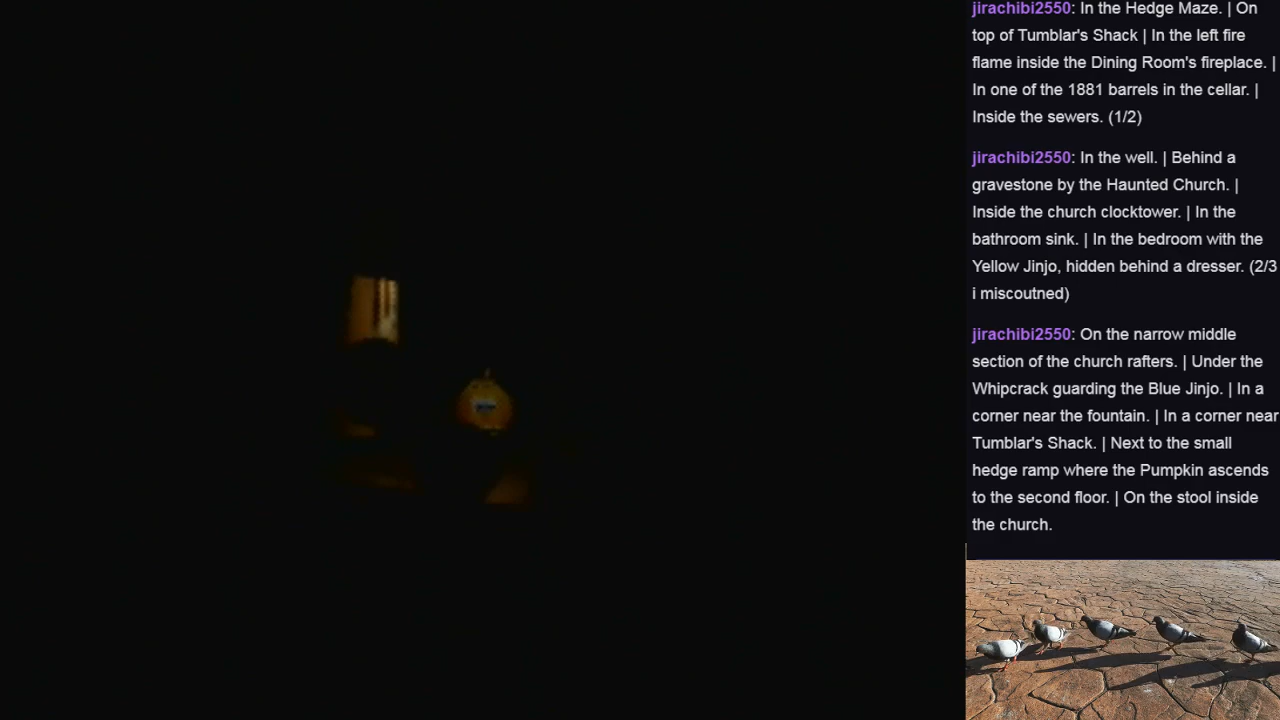 jirachibi2550: In the Hedge Maze. | On
top of Tumblar's Shack | In the left fire
flame inside the Dining Room's fireplace. |
In one of the 1881 barrels in the cellar. |
Inside the sewers. (1/2)
jirachibi2550: In the well. | Behind a
gravestone by the Haunted Church. |
Inside the church clocktower. | In the
bathroom sink. | In the bedroom with the
Yellow Jinjo, hidden behind a dresser. (2/3
i miscoutned)
jirachibi2550: On the narrow middle
section of the church rafters. | Under the
Whipcrack guarding the Blue Jinjo. | In a
corner near the fountain. | In a corner near
Tumblar's Shack. | Next to the small
hedge ramp where the Pumpkin ascends
to the second floor. | On the stool inside
the church.